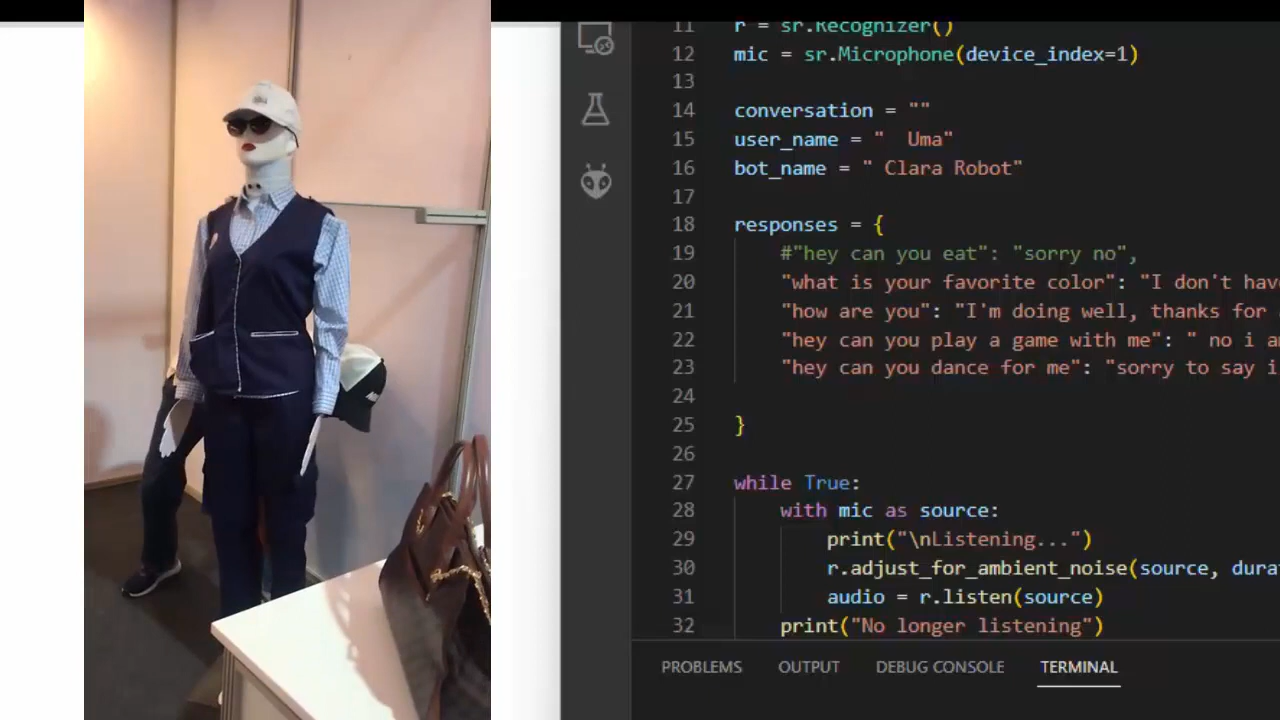 11 r = sr.Recognizer()
12 mic = sr.Microphone(device_index=1)
13
14 conversation = ""
15 user_name = "  Uma"
16 bot_name = " Clara Robot"
17
18 responses = {
19 #"hey can you eat": "sorry no",
20 "what is your favorite color": "I don't have
21 "how are you": "I'm doing well, thanks for
22 "hey can you play a game with me": " no i a
23 "hey can you dance for me": "sorry to say i
24
25 }
26
27 while True:
28 with mic as source:
29 print("\nListening...")
30 r.adjust_for_ambient_noise(source, dura
31 audio = r.listen(source)
32 print("No longer listening")
PROBLEMS OUTPUT DEBUG CONSOLE TERMINAL